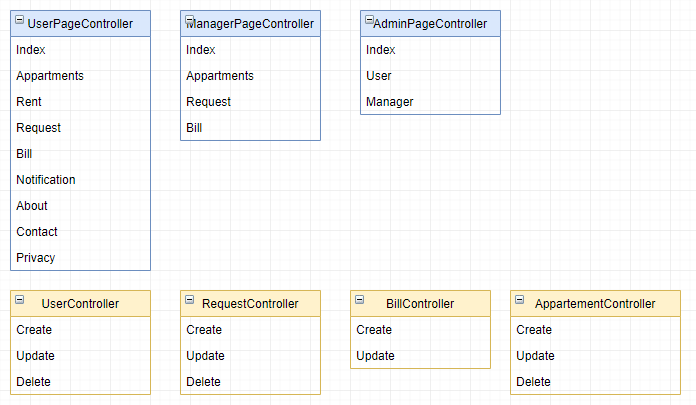 UserPageController
Index
Appartments
Rent
Request
Bill
Notification
About
Contact
Privacy
ManagerPageController
Index
Appartments
Request
Bill
AdminPageController
Index
User
Manager
UserController
Create
Update
Delete
RequestController
Create
Update
Delete
BillController
Create
Update
AppartementController
Create
Update
Delete